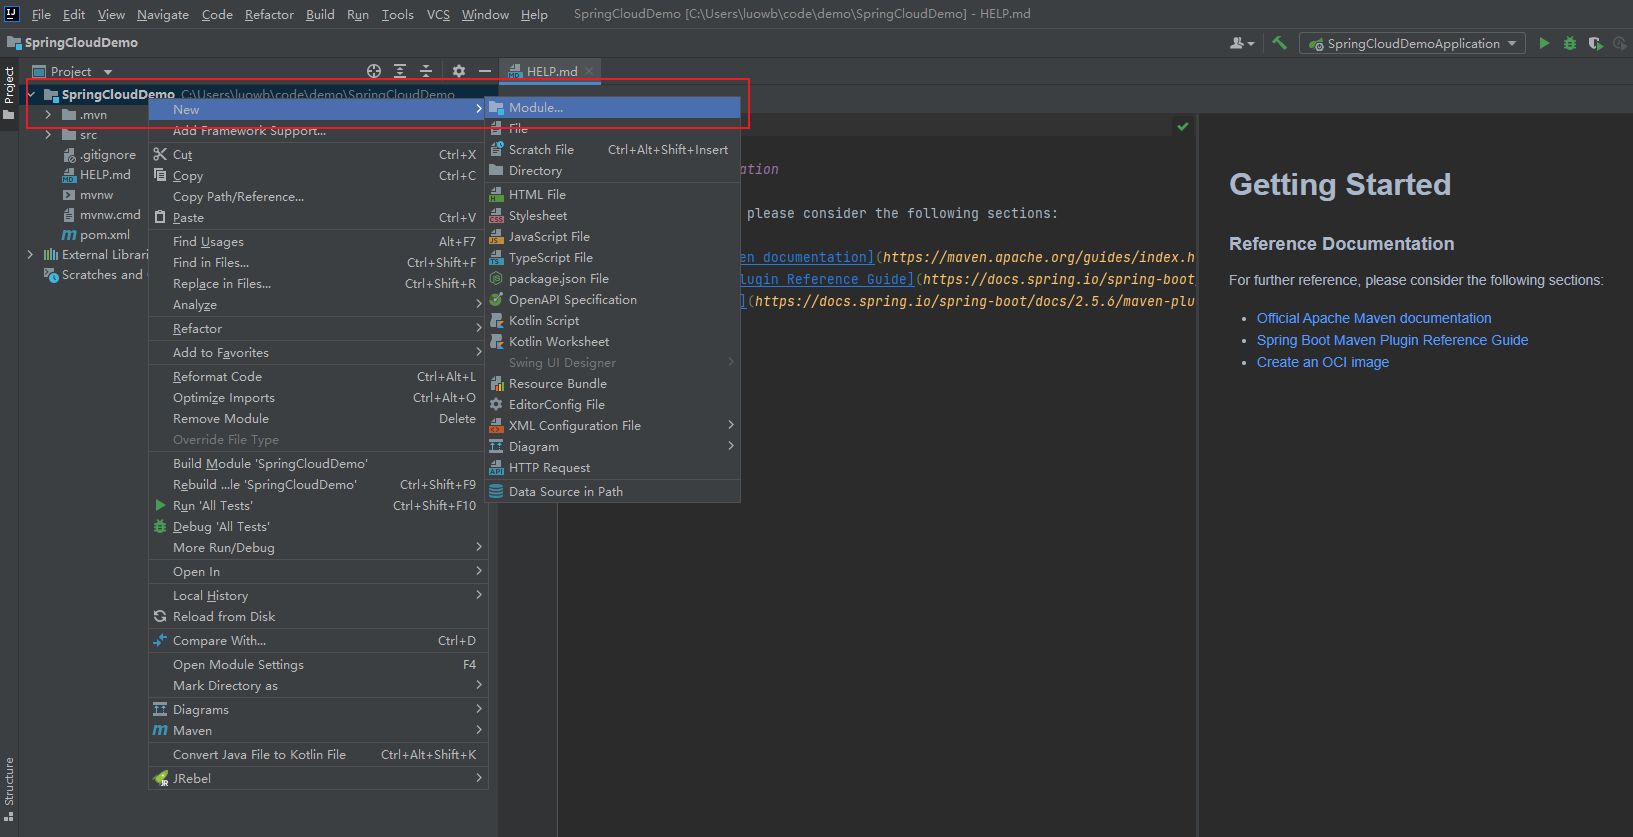 File Edit View Navigate Code Refactor Build Run Tools VCS Window Help SpringCloudDemo [C:\Users\luowb\code\demo\SpringCloudDemo] - HELP.md
SpringCloudDemo
SpringCloudDemoApplication
Project
Project
HELP.md
SpringCloudDemo C:\Users\luowb\code\demo\SpringCloudDemo
.mvn
src
.gitignore
HELP.md
mvnw
mvnw.cmd
pom.xml
External Librari
Scratches and
New
Add Framework Support...
Cut Ctrl+X
Copy Ctrl+C
Copy Path/Reference...
Paste Ctrl+V
Find Usages Alt+F7
Find in Files... Ctrl+Shift+F
Replace in Files... Ctrl+Shift+R
Analyze
Refactor
Add to Favorites
Reformat Code Ctrl+Alt+L
Optimize Imports Ctrl+Alt+O
Remove Module Delete
Override File Type
Build Module 'SpringCloudDemo'
Rebuild ...le 'SpringCloudDemo' Ctrl+Shift+F9
Run 'All Tests' Ctrl+Shift+F10
Debug 'All Tests'
More Run/Debug
Open In
Local History
Reload from Disk
Compare With... Ctrl+D
Open Module Settings F4
Mark Directory as
Diagrams
Maven
Convert Java File to Kotlin File Ctrl+Alt+Shift+K
JRebel
Module...
File
Scratch File Ctrl+Alt+Shift+Insert
Directory
HTML File
Stylesheet
JavaScript File
TypeScript File
package.json File
OpenAPI Specification
Kotlin Script
Kotlin Worksheet
Swing UI Designer
Resource Bundle
EditorConfig File
XML Configuration File
Diagram
HTTP Request
Data Source in Path
ation
please consider the following sections:
en documentation](https://maven.apache.org/guides/index.h
lugin Reference Guide](https://docs.spring.io/spring-boot
](https://docs.spring.io/spring-boot/docs/2.5.6/maven-plu
Getting Started
Reference Documentation
For further reference, please consider the following sections:
Official Apache Maven documentation
Spring Boot Maven Plugin Reference Guide
Create an OCI image
Structure